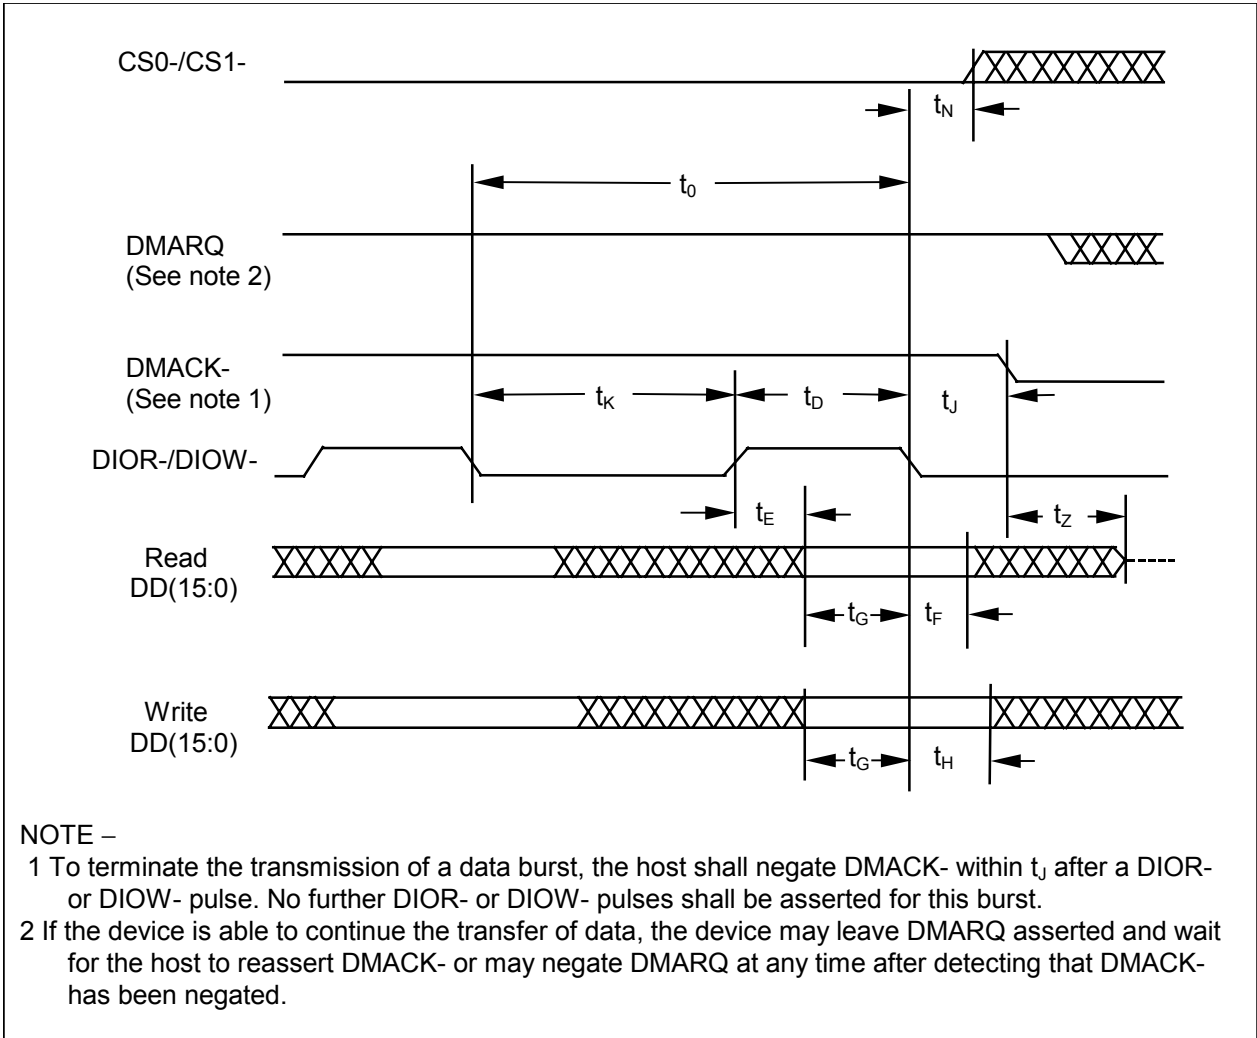 CS0-/CS1-
tN
t0
DMARQ
(See note 2)
DMACK-
(See note 1)
tK
tD
tJ
DIOR-/DIOW-
tE
tZ
Read
DD(15:0)
tG
tF
Write
DD(15:0)
tG
tH
NOTE –
1 To terminate the transmission of a data burst, the host shall negate DMACK- within tJ after a DIOR-
or DIOW- pulse. No further DIOR- or DIOW- pulses shall be asserted for this burst.
2 If the device is able to continue the transfer of data, the device may leave DMARQ asserted and wait
for the host to reassert DMACK- or may negate DMARQ at any time after detecting that DMACK-
has been negated.